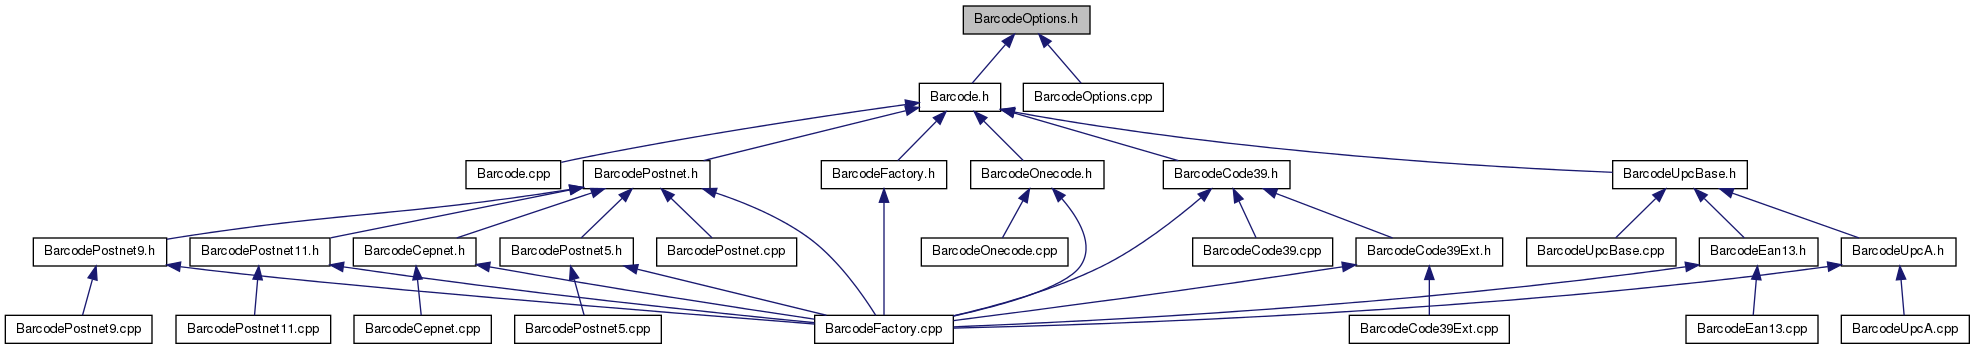 BarcodeOptions.h
Barcode.h
BarcodeOptions.cpp
Barcode.cpp
BarcodePostnet.h
BarcodeFactory.h
BarcodeOnecode.h
BarcodeCode39.h
BarcodeUpcBase.h
BarcodePostnet9.h
BarcodePostnet11.h
BarcodeCepnet.h
BarcodePostnet5.h
BarcodePostnet.cpp
BarcodeOnecode.cpp
BarcodeCode39.cpp
BarcodeCode39Ext.h
BarcodeUpcBase.cpp
BarcodeEan13.h
BarcodeUpcA.h
BarcodePostnet9.cpp
BarcodePostnet11.cpp
BarcodeCepnet.cpp
BarcodePostnet5.cpp
BarcodeFactory.cpp
BarcodeCode39Ext.cpp
BarcodeEan13.cpp
BarcodeUpcA.cpp